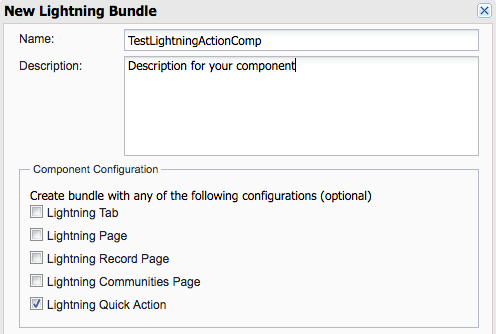 New Lightning Bundle
Name: TestLightningActionComp
Description: Description for your component
Component Configuration
Create bundle with any of the following configurations (optional)
Lightning Tab
Lightning Page
Lightning Record Page
Lightning Communities Page
Lightning Quick Action